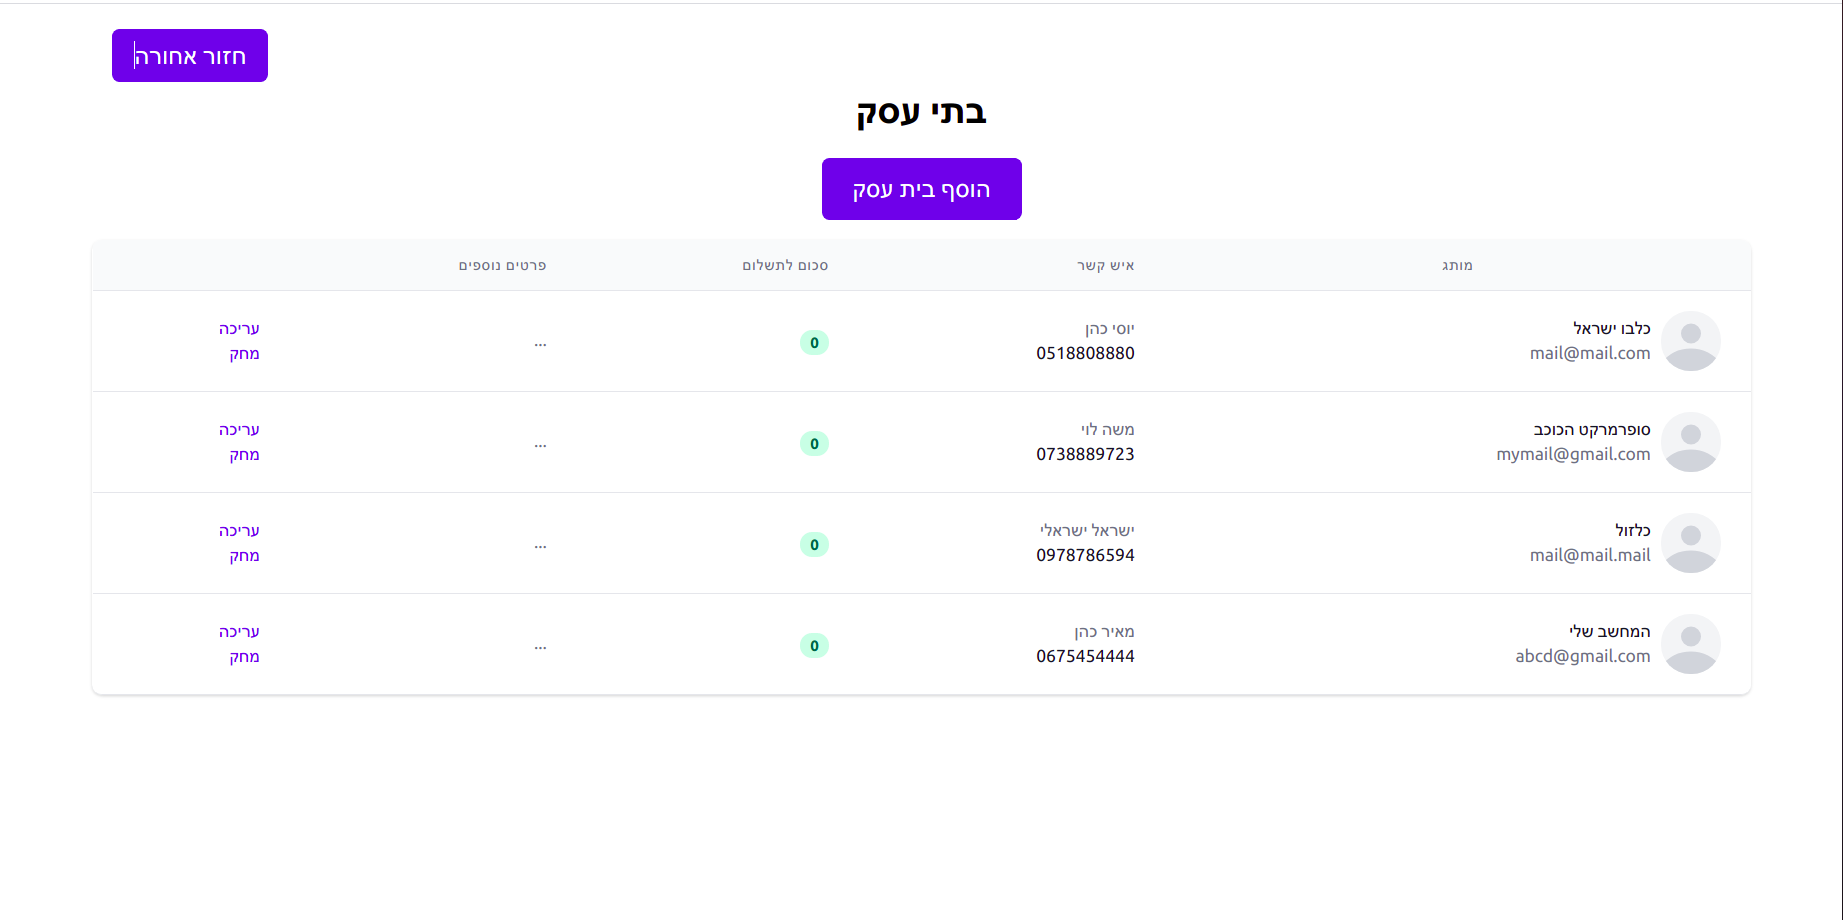 חזור אחורה
בתי עסק
הוסף בית עסק
מותג איש קשר סכום לתשלום פרטים נוספים
כלבו ישראל יוסי כהן עריכה
0 ...
mail@mail.com 0518808880 מחק
סופרמרקט הכוכב משה לוי עריכה
0 ...
mymail@gmail.com 0738889723 מחק
כלזול ישראל ישראלי עריכה
0 ...
mail@mail.mail 0978786594 מחק
המחשב שלי מאיר כהן עריכה
0 ...
abcd@gmail.com 0675454444 מחק